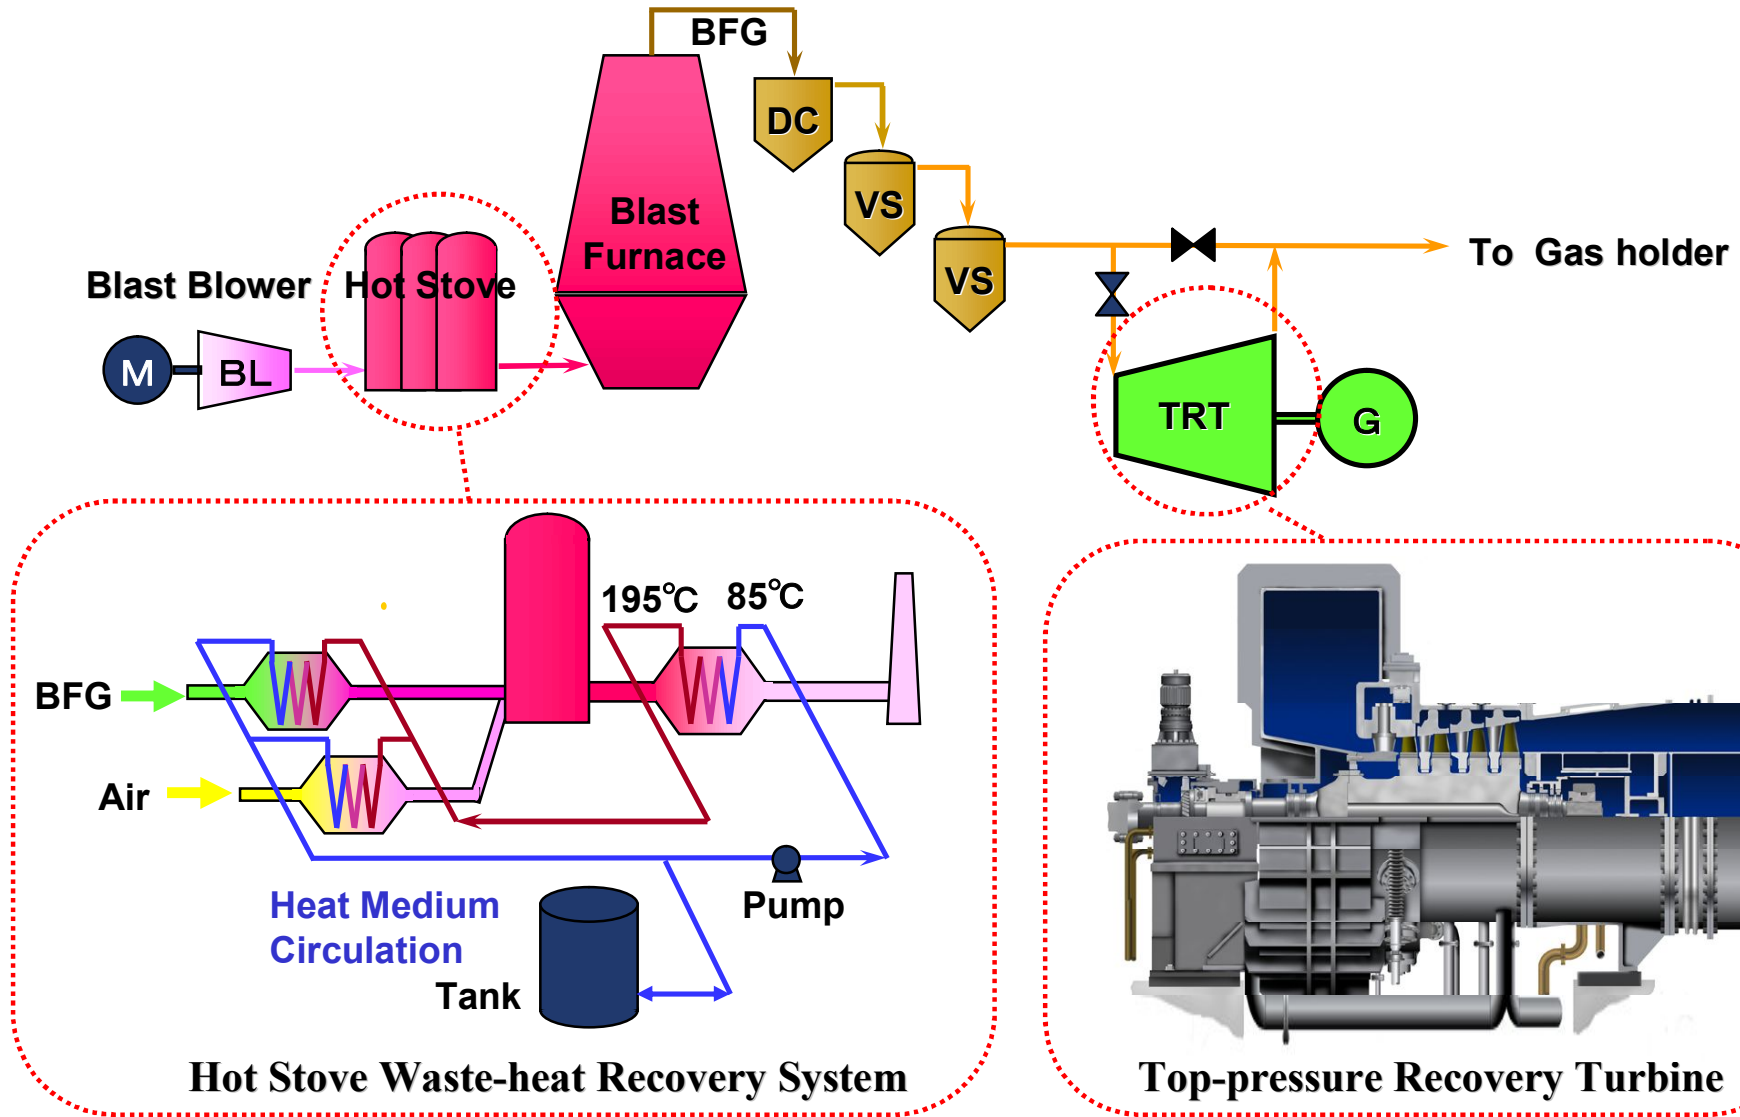 BFG
DC
VS
VS
Blast
Furnace
To Gas holder
Blast Blower
Hot Stove
M
BL
TRT
G
195℃
85℃
BFG
Air
Heat Medium
Circulation
Pump
Tank
Hot Stove Waste-heat Recovery System
Top-pressure Recovery Turbine